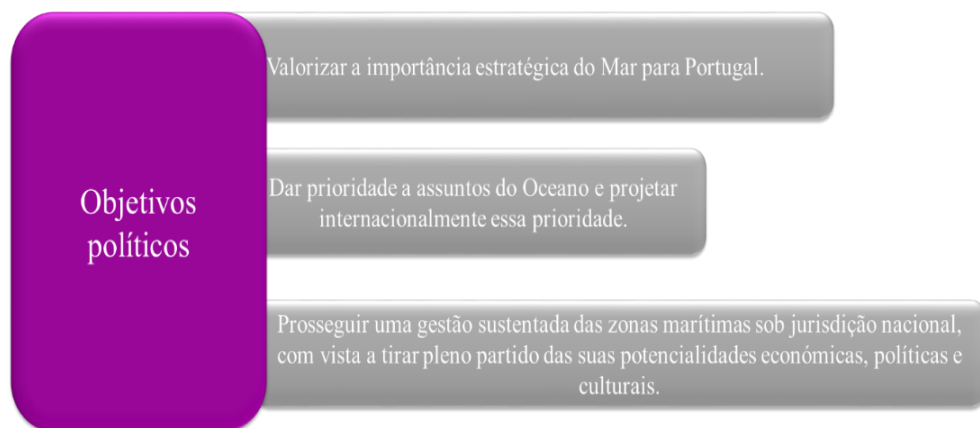 Objetivos
políticos
Valorizar a importância estratégica do Mar para Portugal.
Dar prioridade a assuntos do Oceano e projetar
internacionalmente essa prioridade.
Prosseguir uma gestão sustentada das zonas marítimas sob jurisdição nacional,
com vista a tirar pleno partido das suas potencialidades económicas, políticas e
culturais.